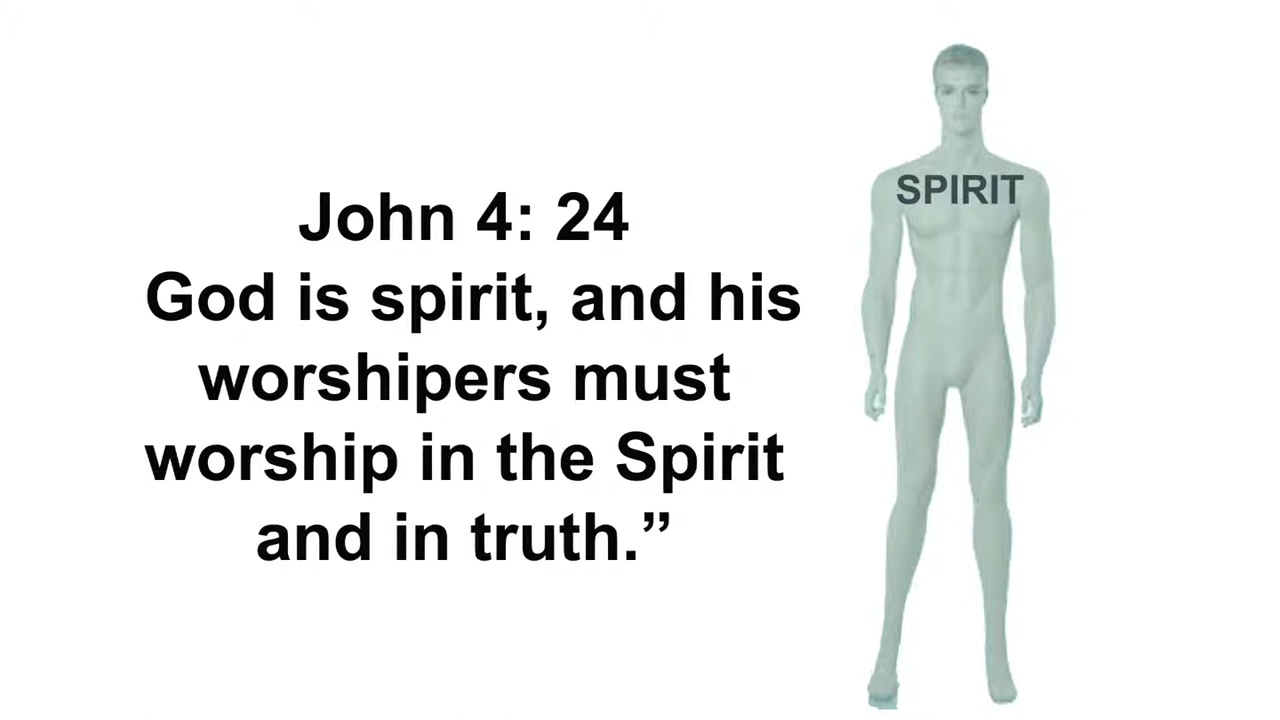 John 4: 24
God is spirit, and his
worshipers must
worship in the Spirit
and in truth.”
SPIRIT